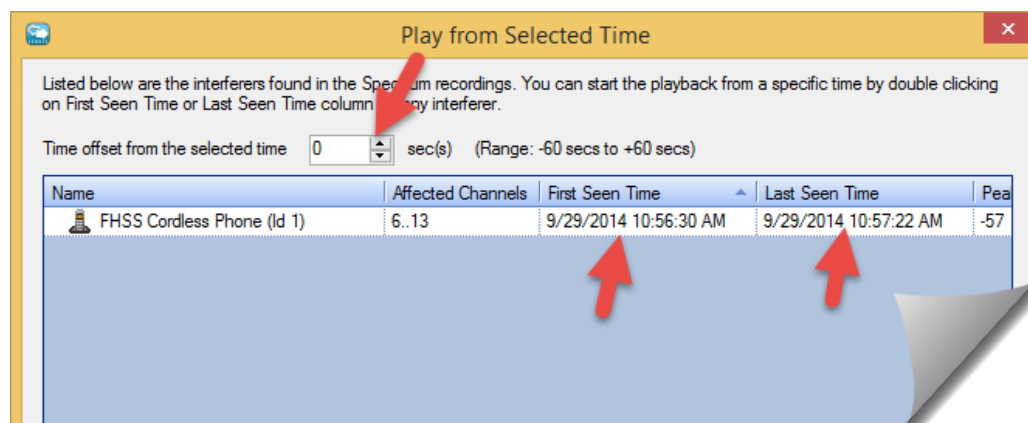 Play from Selected Time
Listed below are the interferers found in the Spectrum recordings. You can start the playback from a specific time by double clicking
on First Seen Time or Last Seen Time column any interferer.
Time offset from the selected time 0 sec(s) (Range: -60 secs to +60 secs)
Name Affected Channels First Seen Time Last Seen Time Pea
FHSS Cordless Phone (Id 1) 6..13 9/29/2014 10:56:30 AM 9/29/2014 10:57:22 AM -57